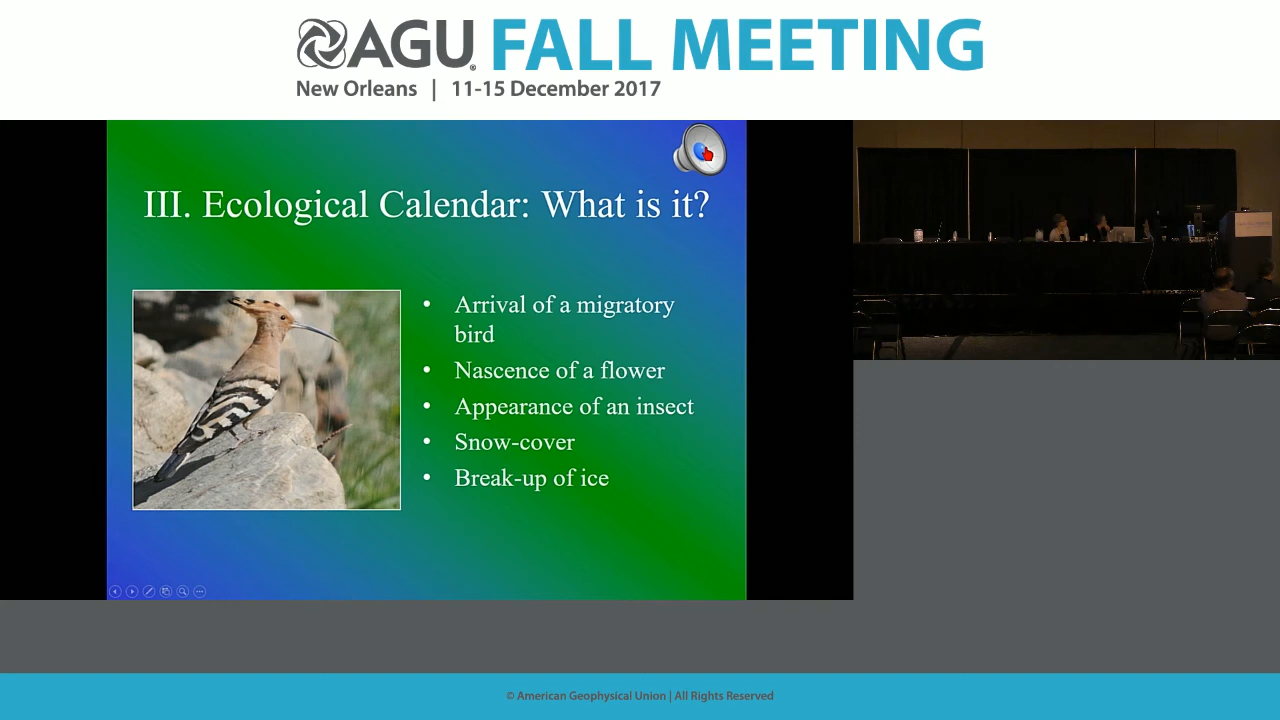 AGU FALL MEETING
New Orleans | 11-15 December 2017
III. Ecological Calendar: What is it?
• Arrival of a migratory
bird
• Nascence of a flower
• Appearance of an insect
• Snow-cover
• Break-up of ice
© American Geophysical Union | All Rights Reserved